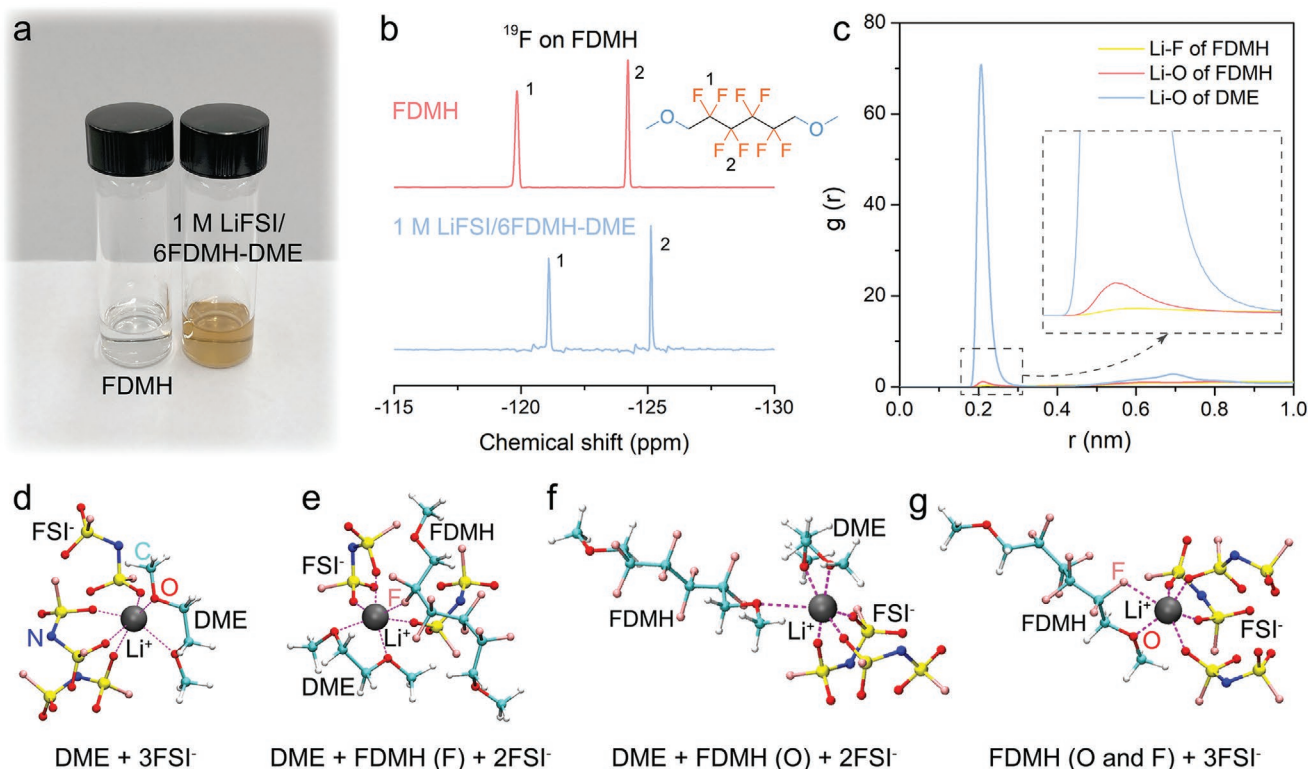 a
1 M LiFSI/
6FDMH-DME
FDMH
b
¹⁹F on FDMH
1
2
FDMH
1
F F F F
O
O
F F F F
2
1 M LiFSI/6FDMH-DME
1
2
-115 -120 -125 -130
Chemical shift (ppm)
c
80
60
40
20
0
g (r)
Li-F of FDMH
Li-O of FDMH
Li-O of DME
0.0 0.2 0.4 0.6 0.8 1.0
r (nm)
d
FSI⁻
C
O
N
DME
Li⁺
DME + 3FSI⁻
e
FDMH
FSI⁻
F
Li⁺
DME
DME + FDMH (F) + 2FSI⁻
f
DME
FDMH
Li⁺
FSI⁻
DME + FDMH (O) + 2FSI⁻
g
F
FDMH
Li⁺
O
FSI⁻
FDMH (O and F) + 3FSI⁻